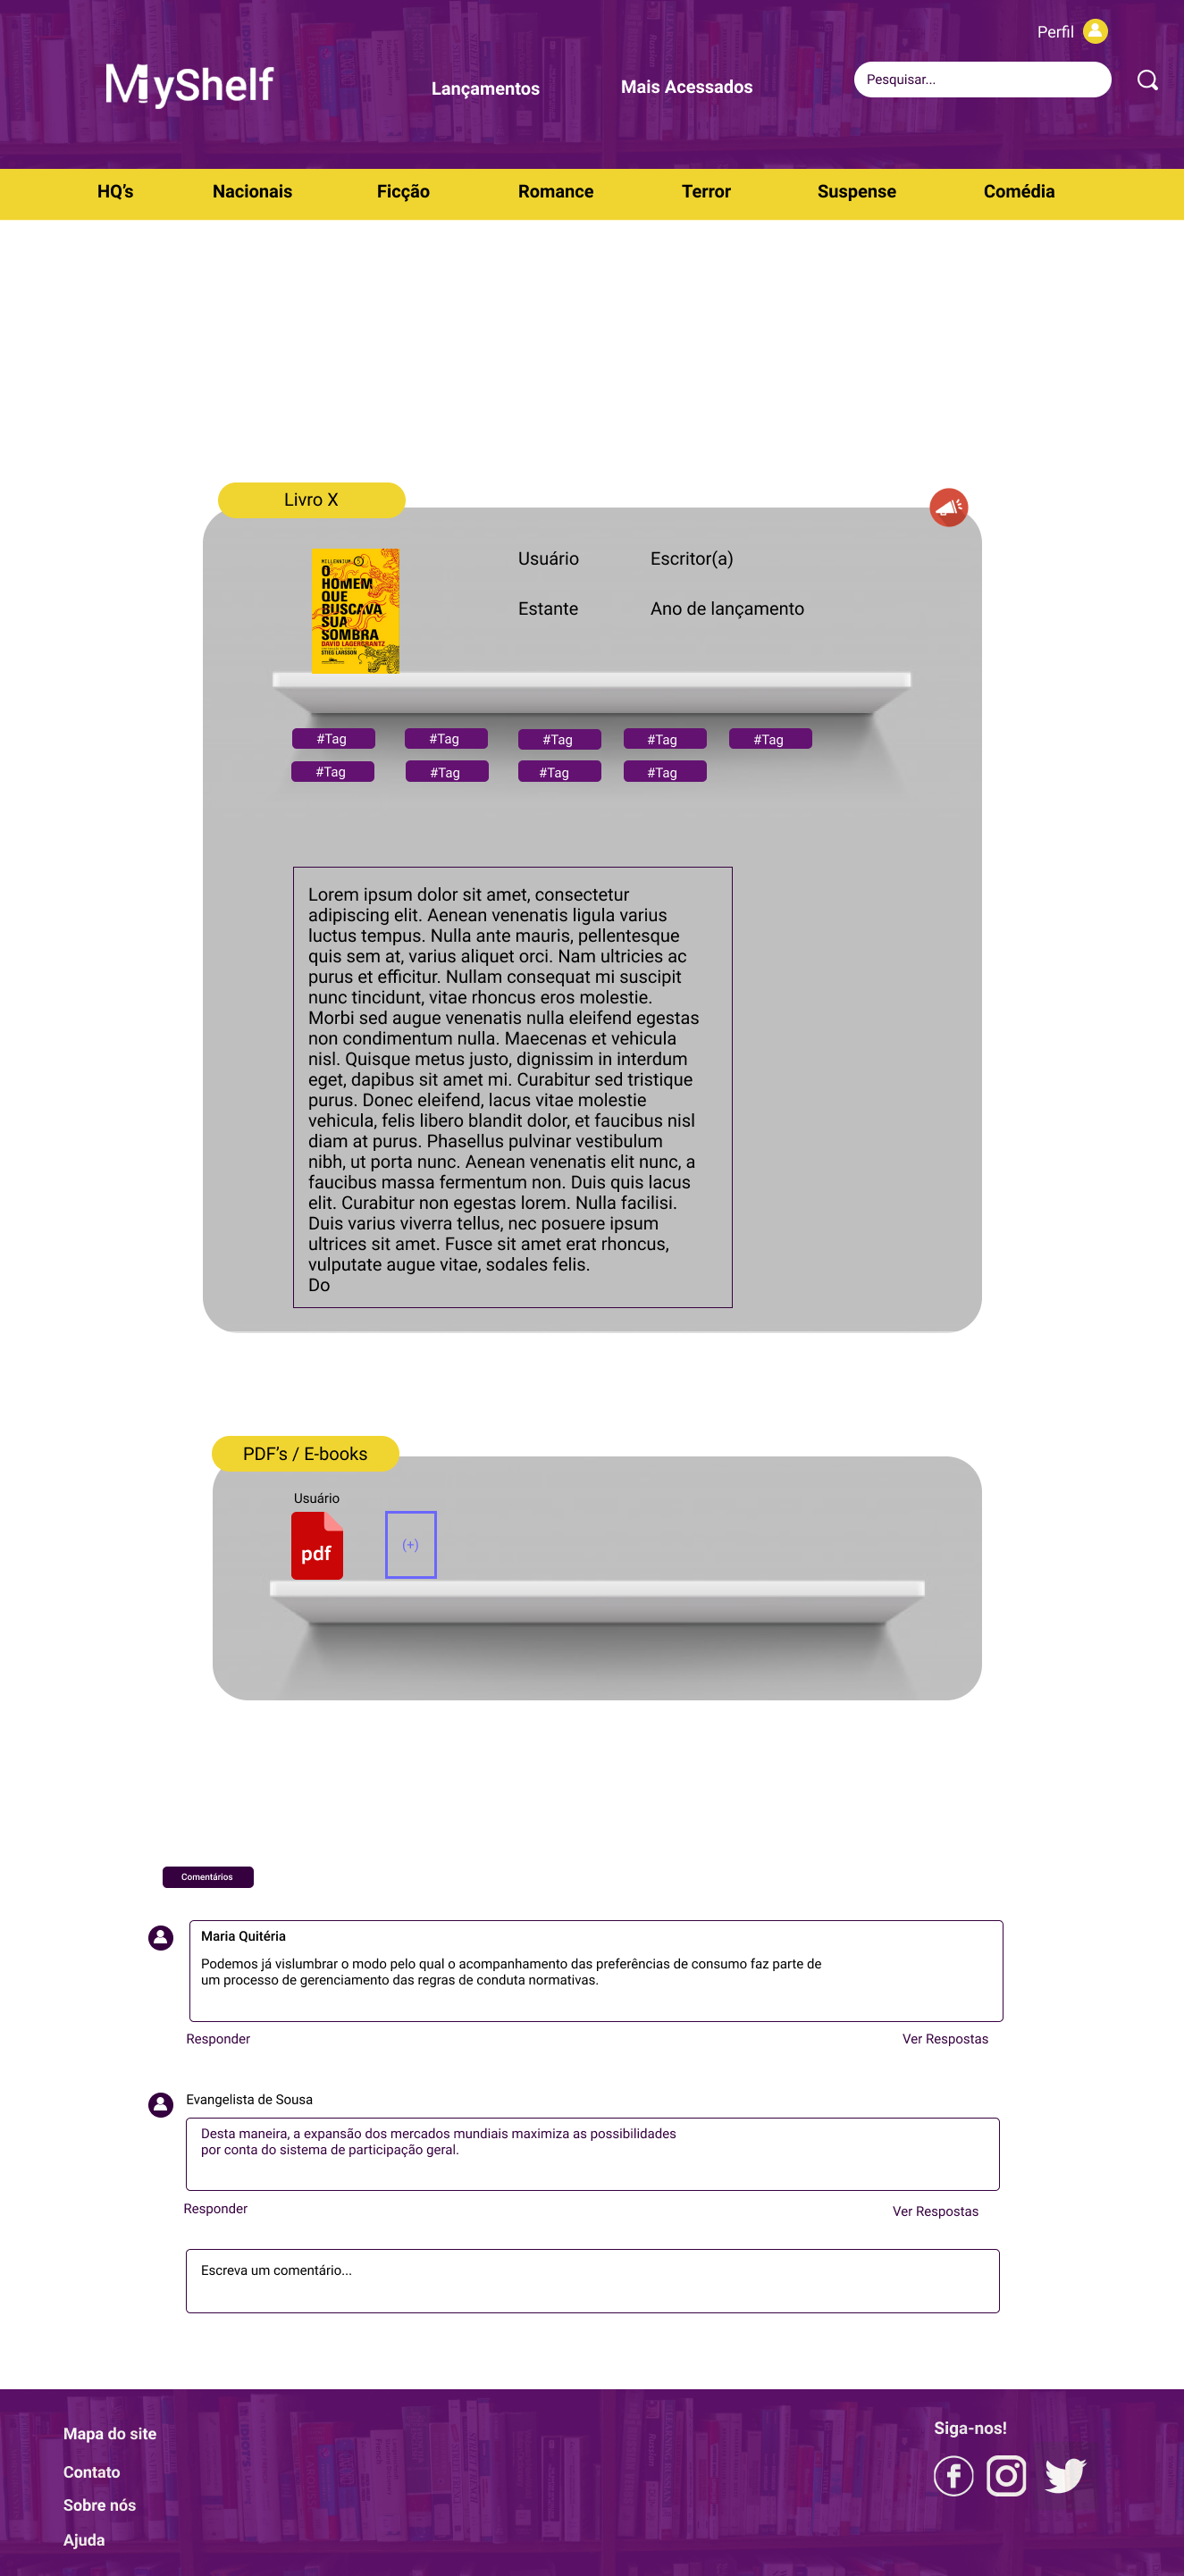 Perfil
MyShelf
Lançamentos
Mais Acessados
Pesquisar...
HQ’s
Nacionais
Ficção
Romance
Terror
Suspense
Comédia
Livro X
MILLENNIUM
O
HOMEM
QUE
BUSCAVA
SUA
SOMBRA
DAVID LAGERCRANTZ
STIEG LARSSON
Usuário
Escritor(a)
Estante
Ano de lançamento
#Tag
#Tag
#Tag
#Tag
#Tag
#Tag
#Tag
#Tag
#Tag
Lorem ipsum dolor sit amet, consectetur
adipiscing elit. Aenean venenatis ligula varius
luctus tempus. Nulla ante mauris, pellentesque
quis sem at, varius aliquet orci. Nam ultricies ac
purus et efficitur. Nullam consequat mi suscipit
nunc tincidunt, vitae rhoncus eros molestie.
Morbi sed augue venenatis nulla eleifend egestas
non condimentum nulla. Maecenas et vehicula
nisl. Quisque metus justo, dignissim in interdum
eget, dapibus sit amet mi. Curabitur sed tristique
purus. Donec eleifend, lacus vitae molestie
vehicula, felis libero blandit dolor, et faucibus nisl
diam at purus. Phasellus pulvinar vestibulum
nibh, ut porta nunc. Aenean venenatis elit nunc, a
faucibus massa fermentum non. Duis quis lacus
elit. Curabitur non egestas lorem. Nulla facilisi.
Duis varius viverra tellus, nec posuere ipsum
ultrices sit amet. Fusce sit amet erat rhoncus,
vulputate augue vitae, sodales felis.
Do
PDF’s / E-books
Usuário
pdf
(+)
Comentários
Maria Quitéria
Podemos já vislumbrar o modo pelo qual o acompanhamento das preferências de consumo faz parte de
um processo de gerenciamento das regras de conduta normativas.
Responder
Ver Respostas
Evangelista de Sousa
Desta maneira, a expansão dos mercados mundiais maximiza as possibilidades
por conta do sistema de participação geral.
Responder
Ver Respostas
Escreva um comentário...
Mapa do site
Contato
Sobre nós
Ajuda
Siga-nos!